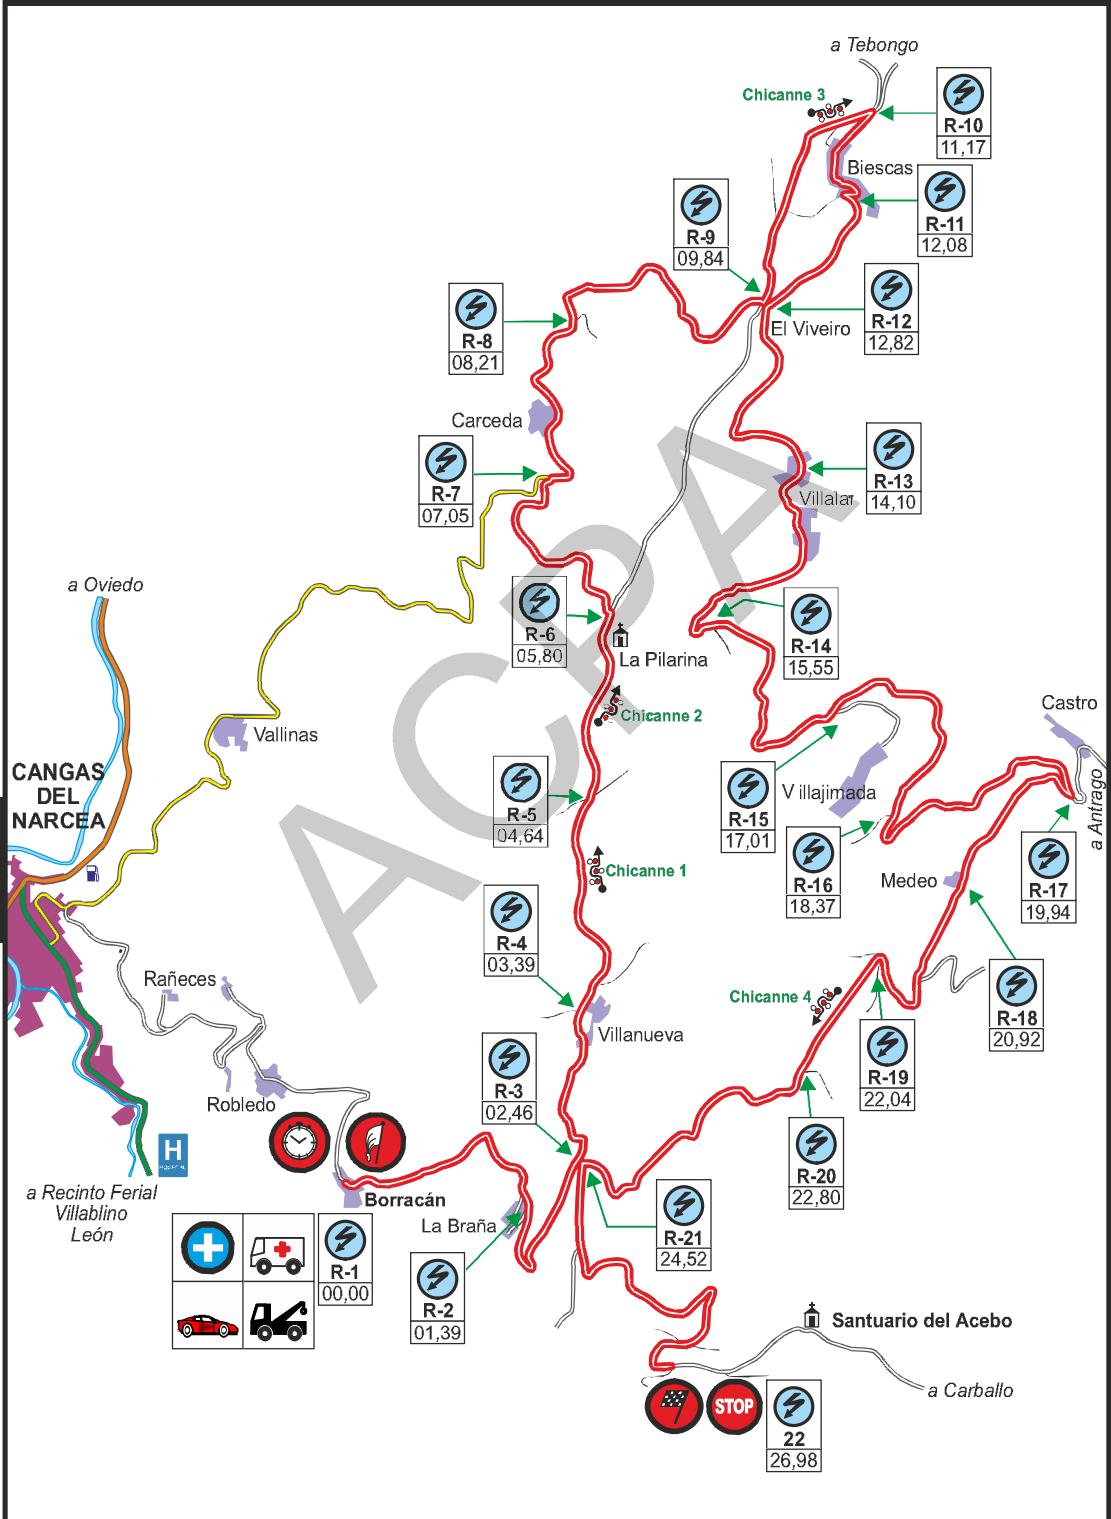 a Tebongo
Chicanne 3
R-10
11,17
Biescas
R-11
12,08
R-9
09,84
R-12
12,82
El Viveiro
R-8
08,21
Carceda
R-7
07,05
R-13
14,10
Villalar
a Oviedo
R-6
05,80
La Pilarina
R-14
15,55
Chicanne 2
Castro
Vallinas
CANGAS
DEL
NARCEA
R-5
04,64
R-15
17,01
Villajimada
a Antrago
R-16
18,37
Medeo
R-17
19,94
Chicanne 1
R-4
03,39
Rañeces
Chicanne 4
R-18
20,92
Villanueva
R-3
02,46
R-19
22,04
Robledo
H
HOSPITAL
R-20
22,80
a Recinto Ferial
Villablino
León
Borracán
La Braña
R-1
00,00
R-2
01,39
R-21
24,52
Santuario del Acebo
a Carballo
STOP
22
26,98
ACPA